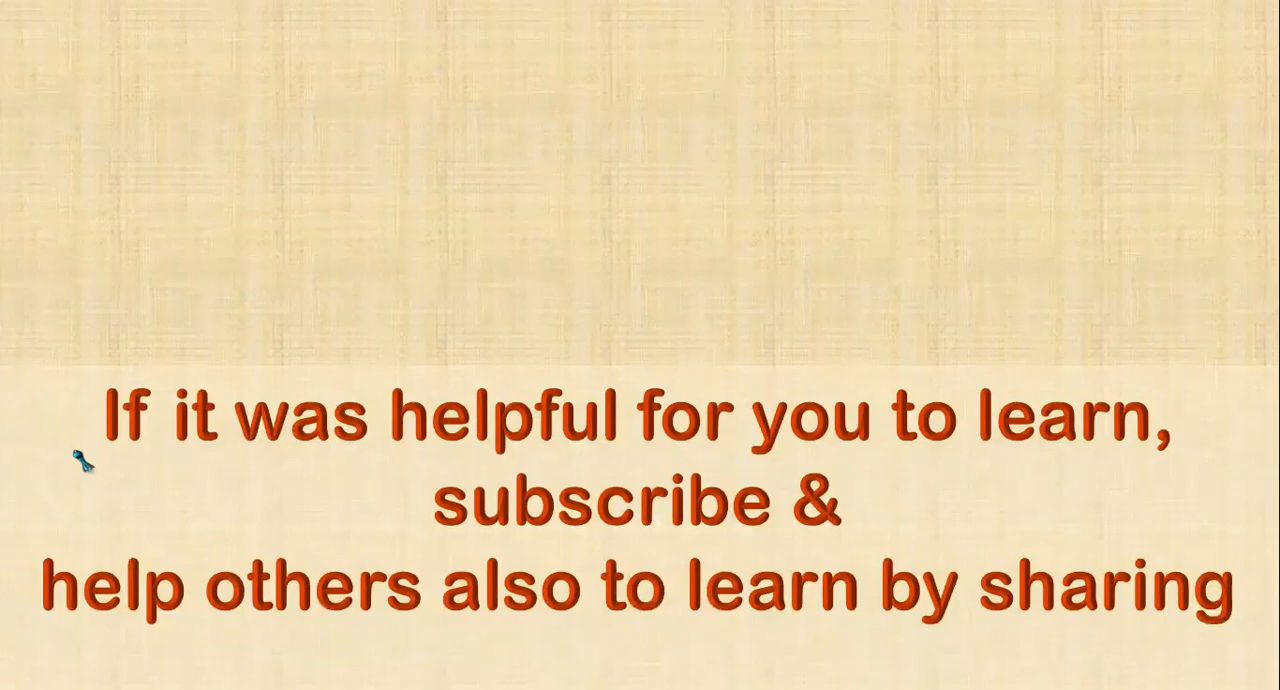 If it was helpful for you to learn,
subscribe &
help others also to learn by sharing